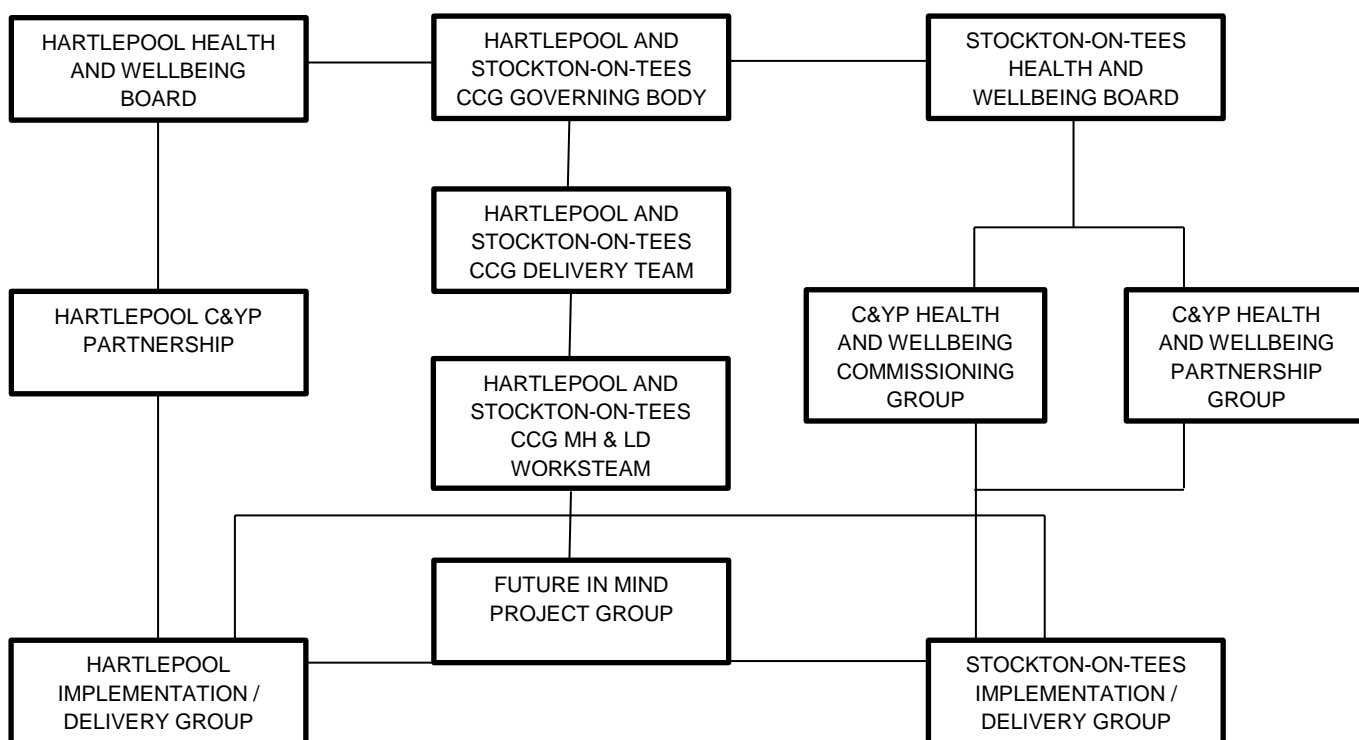 HARTLEPOOL HEALTH
AND WELLBEING
BOARD
HARTLEPOOL AND
STOCKTON-ON-TEES
CCG GOVERNING BODY
STOCKTON-ON-TEES
HEALTH AND
WELLBEING BOARD
HARTLEPOOL AND
STOCKTON-ON-TEES
CCG DELIVERY TEAM
HARTLEPOOL C&YP
PARTNERSHIP
C&YP HEALTH
AND WELLBEING
COMMISSIONING
GROUP
C&YP HEALTH
AND WELLBEING
PARTNERSHIP
GROUP
HARTLEPOOL AND
STOCKTON-ON-TEES
CCG MH & LD
WORKSTEAM
FUTURE IN MIND
PROJECT GROUP
HARTLEPOOL
IMPLEMENTATION /
DELIVERY GROUP
STOCKTON-ON-TEES
IMPLEMENTATION /
DELIVERY GROUP